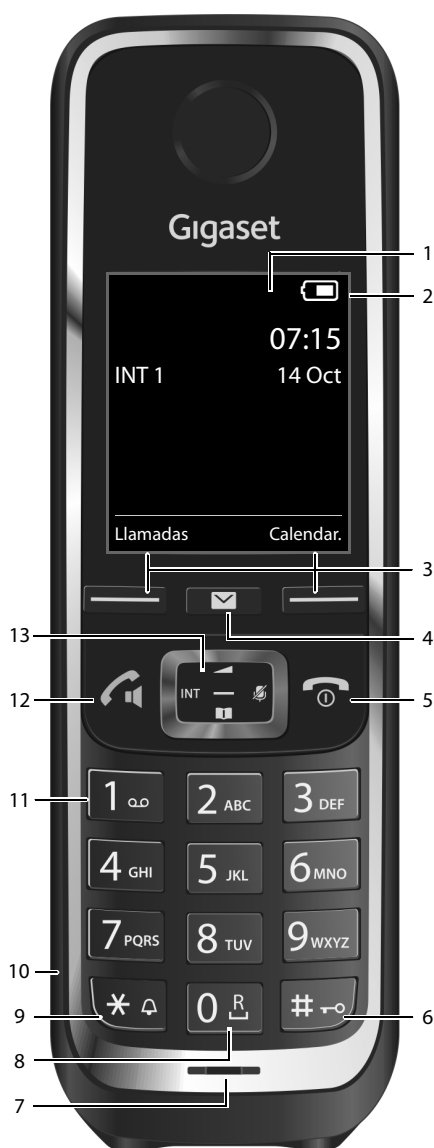 Gigaset
1
2
07:15
INT 1 14 Oct
Llamadas Calendar.
3
4
13
INT
12
5
11
1
2 ABC
3 DEF
4 GHI
5 JKL
6 MNO
7 PQRS
8 TUV
9 WXYZ
10
* 
0 R
#
9
6
8
7